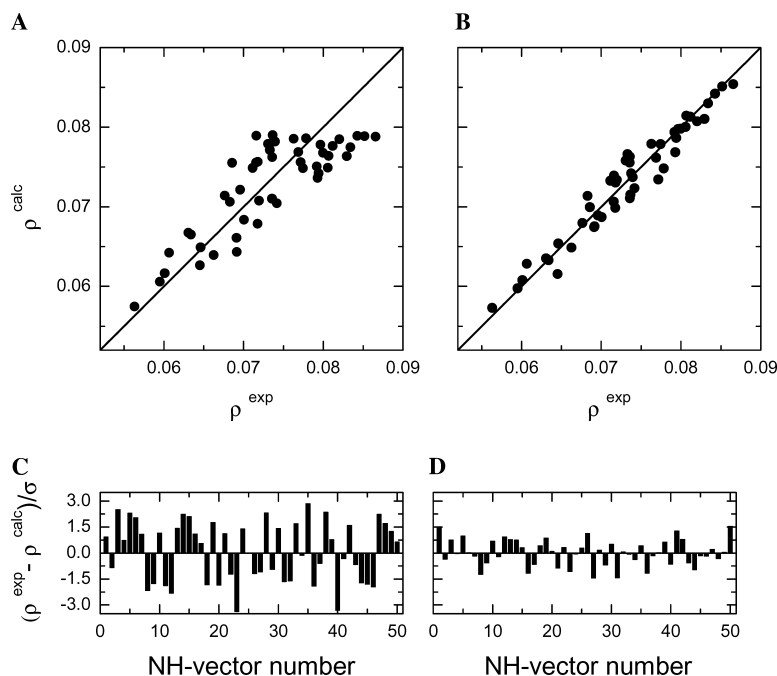 A
B
0.09
0.08
0.07
0.06
ρ calc
0.06 0.07 0.08 0.09
ρ exp
0.06 0.07 0.08 0.09
ρ exp
C
D
3.0
1.5
0.0
-1.5
-3.0
(ρ exp - ρ calc)/σ
0 10 20 30 40 50
NH-vector number
0 10 20 30 40 50
NH-vector number